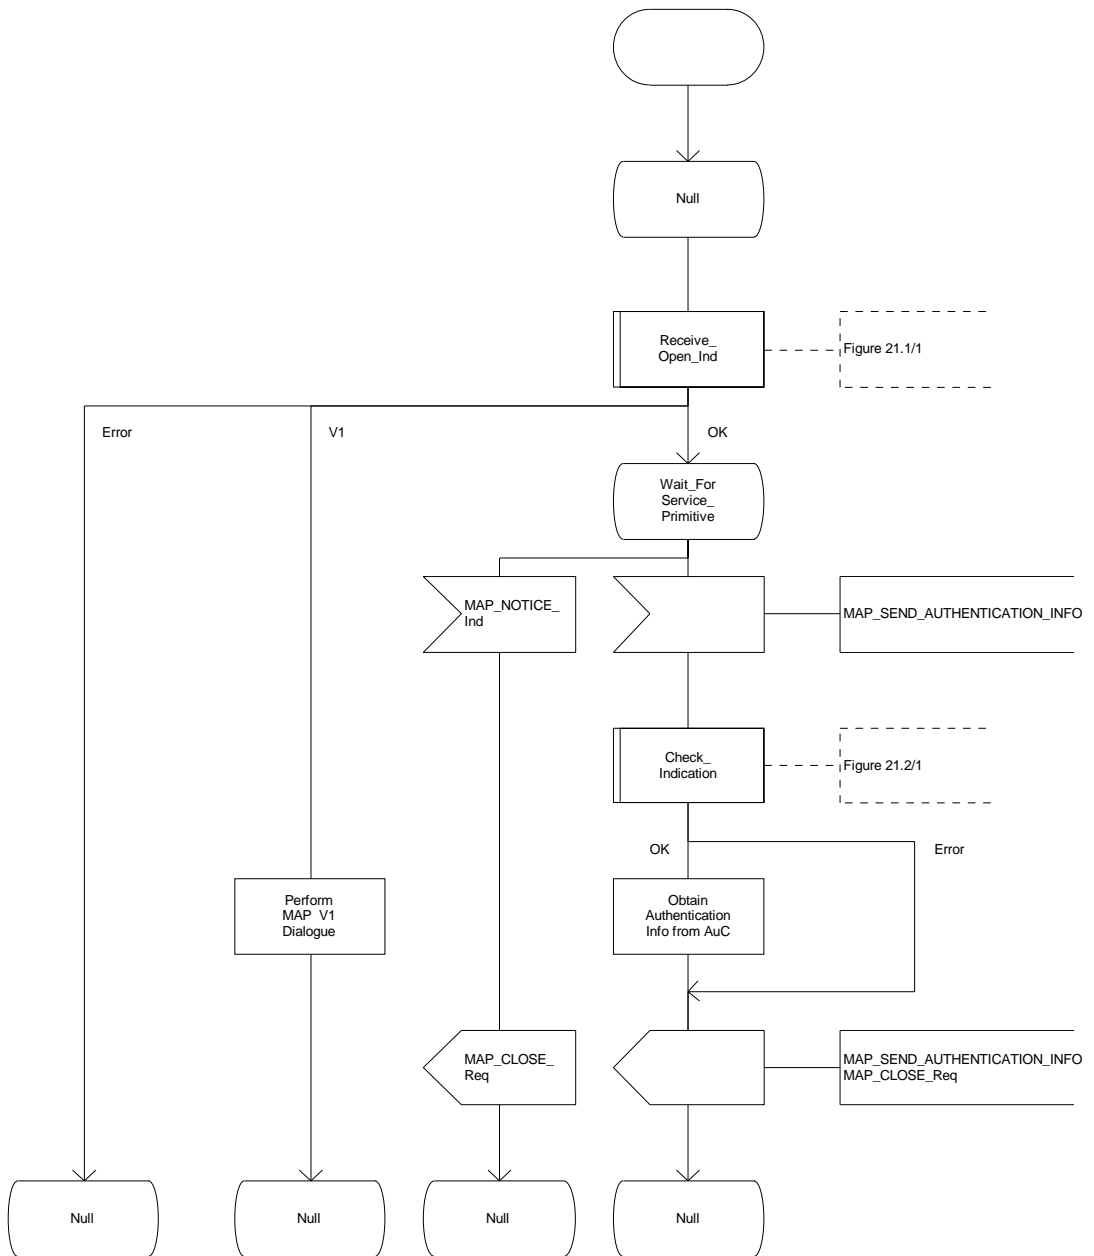 Null
Receive_
Open_Ind
Figure 21.1/1
Error
V1
OK
Wait_For
Service_
Primitive
MAP_NOTICE_
Ind
MAP_SEND_AUTHENTICATION_INFO
Check_
Indication
Figure 21.2/1
OK
Error
Perform
MAP V1
Dialogue
Obtain
Authentication
Info from AuC
MAP_CLOSE_
Req
MAP_SEND_AUTHENTICATION_INFO
MAP_CLOSE_Req
Null
Null
Null
Null